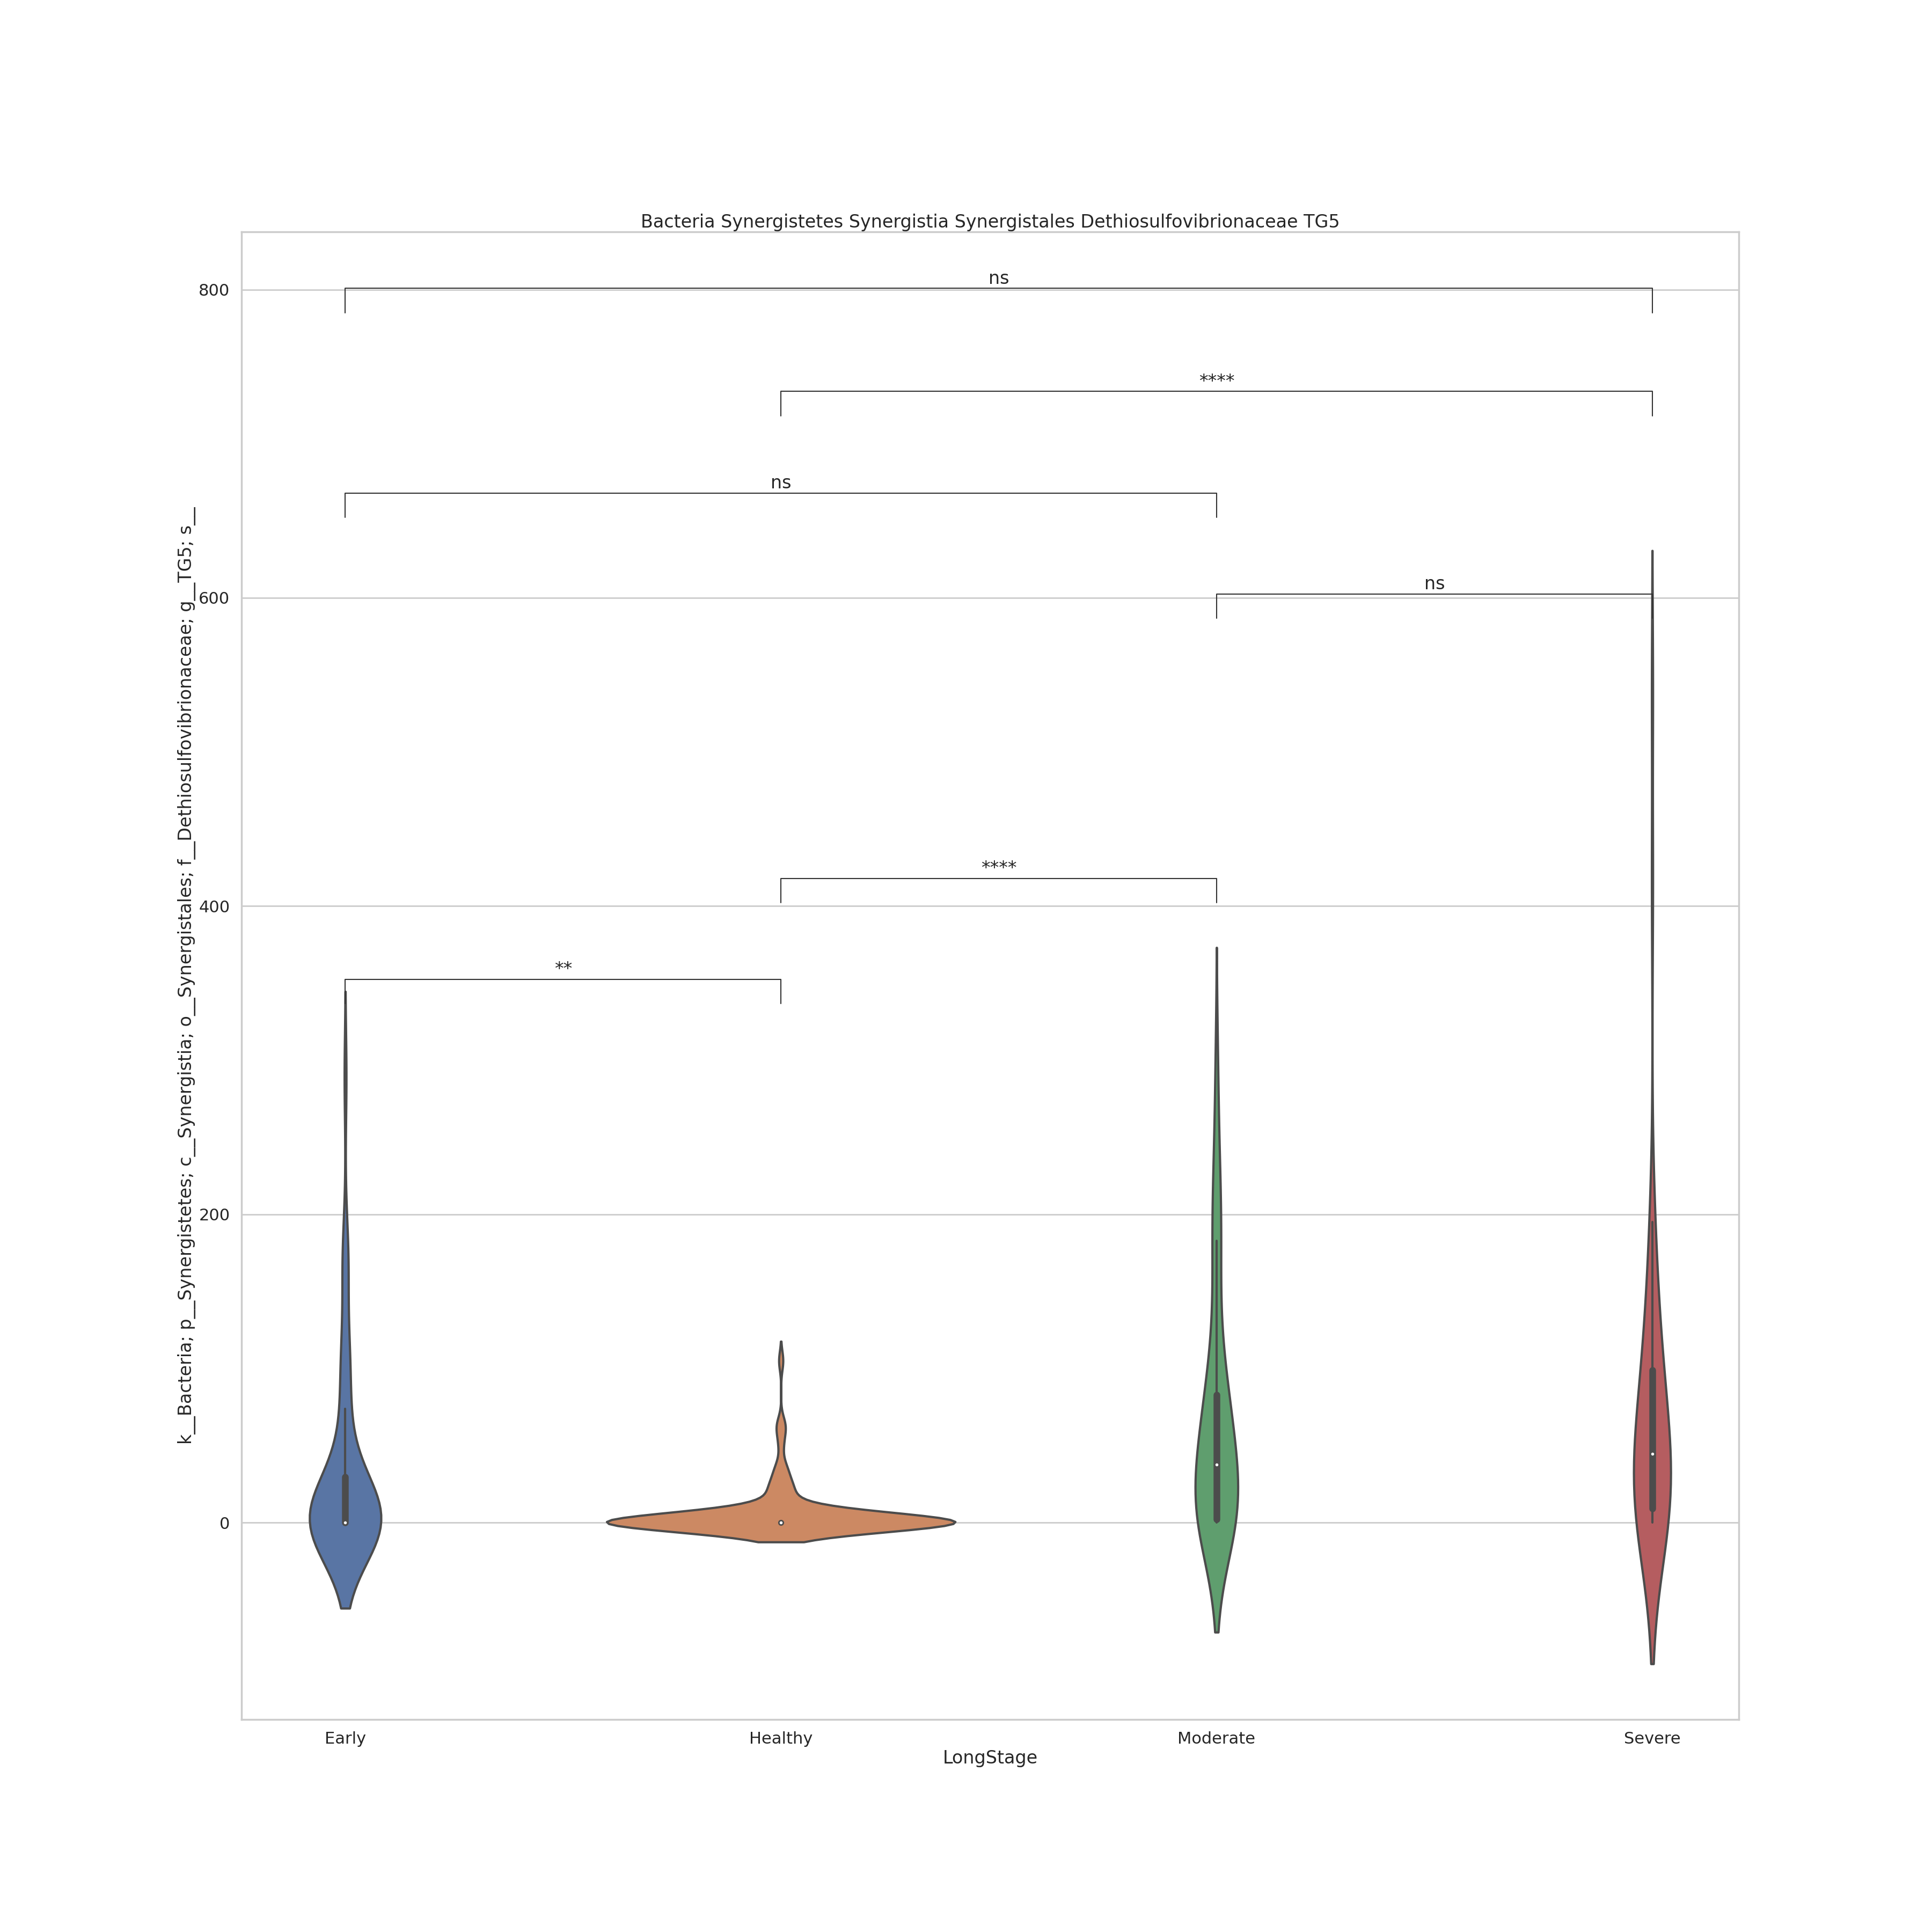 Bacteria Synergistetes Synergistia Synergistales Dethiosulfovibrionaceae TG5
k__Bacteria; p__Synergistetes; c__Synergistia; o__Synergistales; f__Dethiosulfovibrionaceae; g__TG5; s__
800
600
400
200
0
ns
****
ns
ns
****
**
Early
Healthy
Moderate
Severe
LongStage